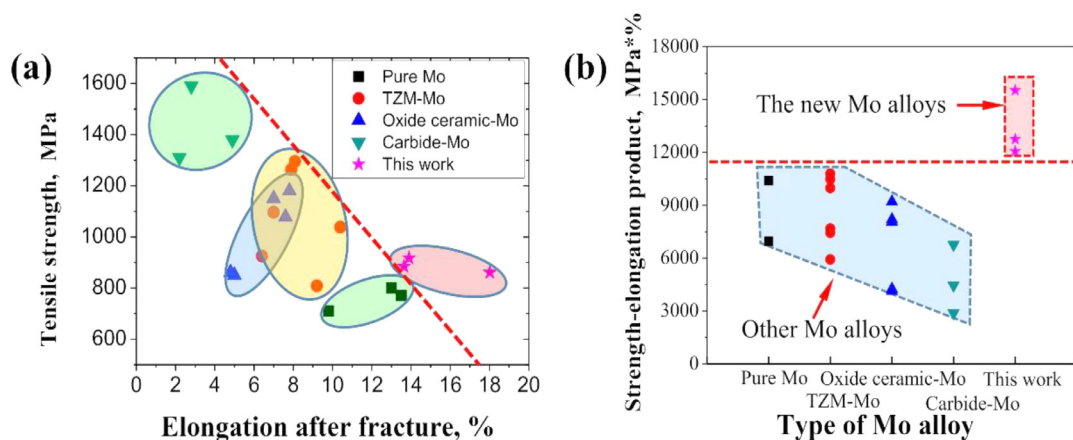 (a)
Tensile strength, MPa
1600
1400
1200
1000
800
600
0 2 4 6 8 10 12 14 16 18 20
Elongation after fracture, %
Pure Mo
TZM-Mo
Oxide ceramic-Mo
Carbide-Mo
This work
(b)
Strength-elongation product, MPa*%
18000
15000
12000
9000
6000
3000
0
The new Mo alloys
Other Mo alloys
Pure Mo Oxide ceramic-Mo This work
TZM-Mo Carbide-Mo
Type of Mo alloy